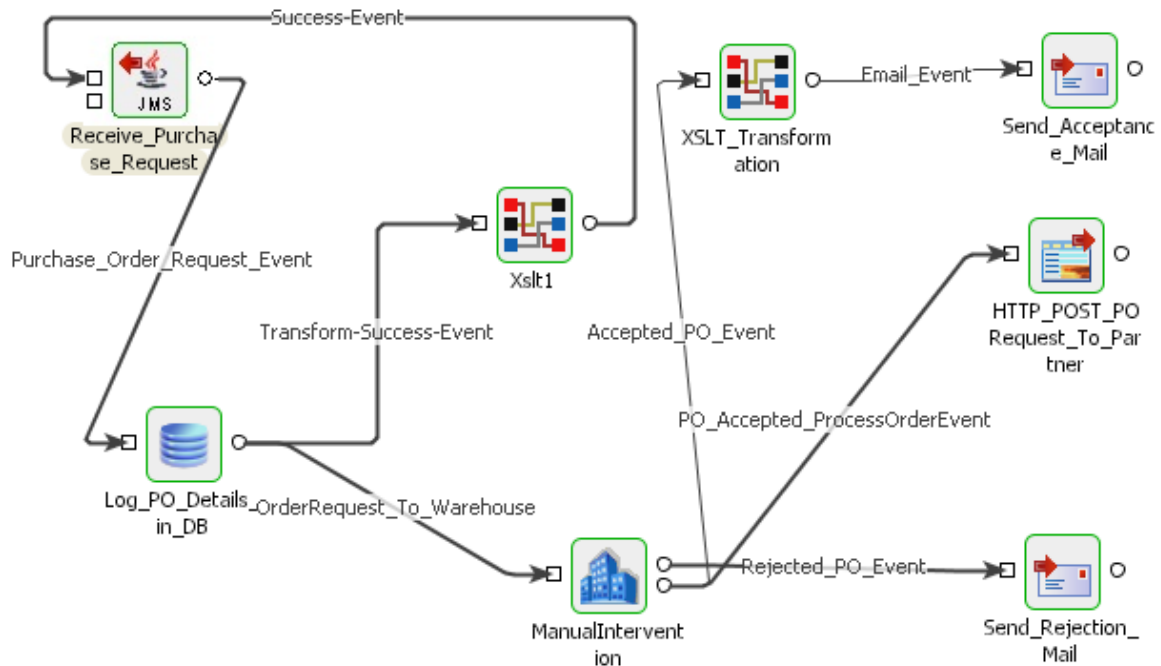 Success-Event
JMS
Receive_Purcha
se_Request
XSLT_Transform
ation
Email_Event
Send_Acceptanc
e_Mail
Purchase_Order_Request_Event
Xslt1
HTTP_POST_PO
Request_To_Par
tner
Transform-Success-Event
Accepted_PO_Event
PO_Accepted_ProcessOrderEvent
Log_PO_Details_
in_DB
OrderRequest_To_Warehouse
Rejected_PO_Event
ManualIntervent
ion
Send_Rejection_
Mail